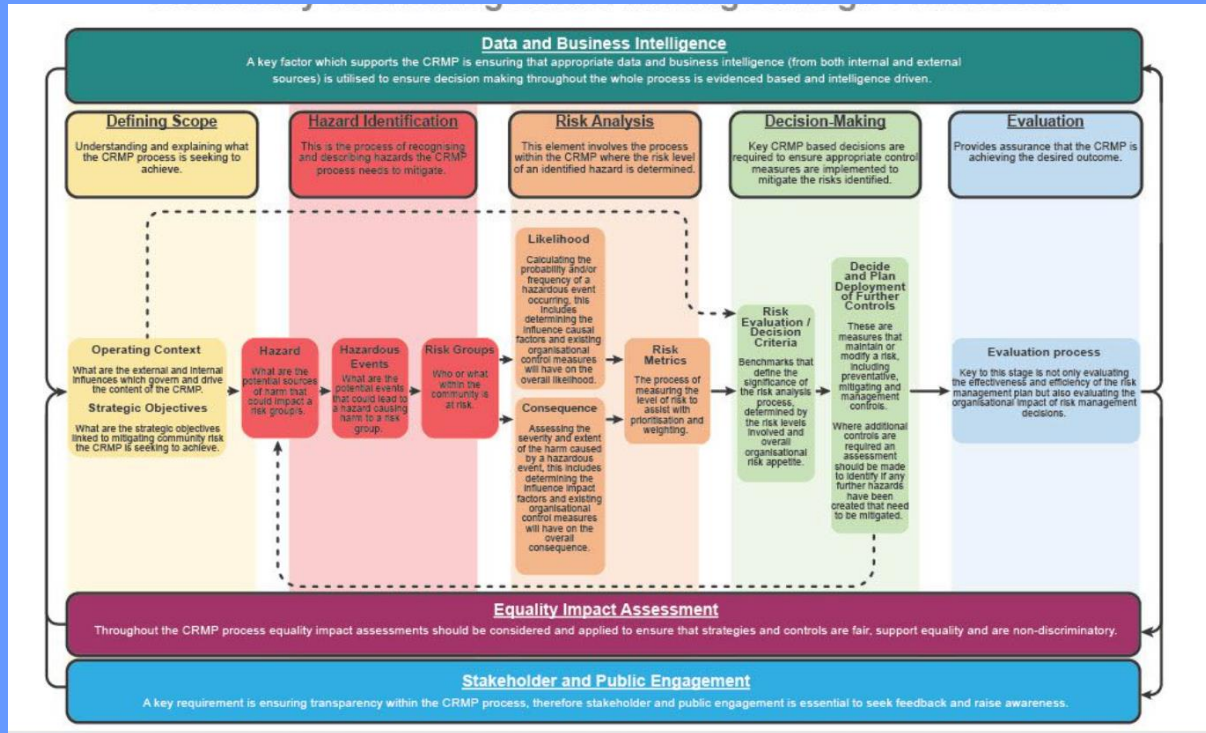 Data and Business Intelligence
A key factor which supports the CRMP is ensuring that appropriate data and business intelligence (from both internal and external
sources) is utilised to ensure decision making throughout the whole process is evidenced based and intelligence driven.
Defining Scope
Understanding and explaining what
the CRMP process is seeking to
achieve.
Hazard Identification
This is the process of recognising
and describing hazards the CRMP
process needs to mitigate.
Risk Analysis
This element involves the process
within the CRMP where the risk level
of an identified hazard is determined.
Decision-Making
Key CRMP based decisions are
required to ensure appropriate control
measures are implemented to
mitigate the risks identified.
Evaluation
Provides assurance that the CRMP is
achieving the desired outcome.
Operating Context
What are the external and internal
influences which govern and drive
the content of the CRMP.
Strategic Objectives
What are the strategic objectives
linked to mitigating community risk
the CRMP is seeking to achieve.
Hazard
What are the
potential sources
of harm that
could impact a
risk group/s.
Hazardous
Events
What are the
potential events
that could lead to
a hazard causing
harm to a risk
group.
Risk Groups
Who or what
within the
community is
at risk.
Likelihood
Calculating the
probability and/or
frequency of a
hazardous event
occurring, this
includes
determining the
influence causal
factors and existing
organisational
control measures
will have on the
overall likelihood.
Consequence
Assessing the
severity and extent
of the harm caused
by a hazardous
event, this includes
determining the
influence impact
factors and existing
organisational
control measures
will have on the
overall
consequence.
Risk
Metrics
The process of
measuring the
level of risk to
assist with
prioritisation and
weighting.
Risk
Evaluation /
Decision
Criteria
Benchmarks that
define the
significance of
the risk analysis
process,
determined by
the risk levels
involved and
overall
organisational
risk appetite.
Decide
and Plan
Deployment
of Further
Controls
These are
measures that
maintain or
modify a risk,
including
preventative,
mitigating and
management
controls.
Where additional
controls are
required an
assessment
should be made
to identify if any
further hazards
have been
created that need
to be mitigated.
Evaluation process
Key to this stage is not only evaluating
the effectiveness and efficiency of the risk
management plan but also evaluating the
organisational impact of risk management
decisions.
Equality Impact Assessment
Throughout the CRMP process equality impact assessments should be considered and applied to ensure that strategies and controls are fair, support equality and are non-discriminatory.
Stakeholder and Public Engagement
A key requirement is ensuring transparency within the CRMP process, therefore stakeholder and public engagement is essential to seek feedback and raise awareness.